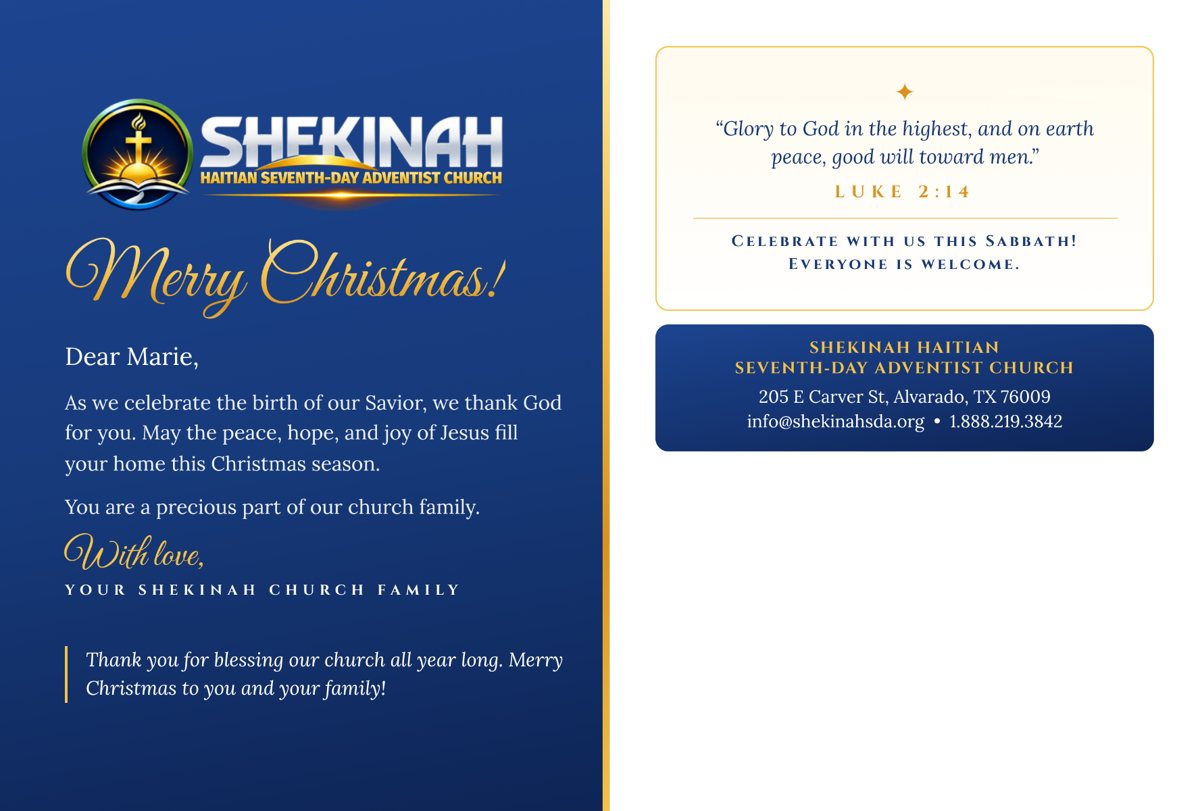 SHEKINAH
HAITIAN SEVENTH-DAY ADVENTIST CHURCH
Merry Christmas!
Dear Marie,
As we celebrate the birth of our Savior, we thank God
for you. May the peace, hope, and joy of Jesus fill
your home this Christmas season.
You are a precious part of our church family.
With love,
YOUR SHEKINAH CHURCH FAMILY
Thank you for blessing our church all year long. Merry
Christmas to you and your family!
“Glory to God in the highest, and on earth
peace, good will toward men.”
LUKE 2:14
Celebrate with us this Sabbath!
Everyone is welcome.
SHEKINAH HAITIAN
SEVENTH-DAY ADVENTIST CHURCH
205 E Carver St, Alvarado, TX 76009
info@shekinahsda.org • 1.888.219.3842